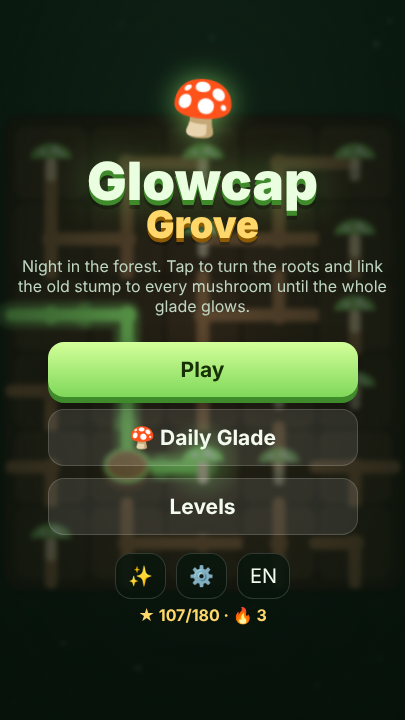 Glowcap
Grove
Night in the forest. Tap to turn the roots and link
the old stump to every mushroom until the whole
glade glows.
Play
🍄 Daily Glade
Levels
✨ ⚙️ EN
★ 107/180 · 🔥 3